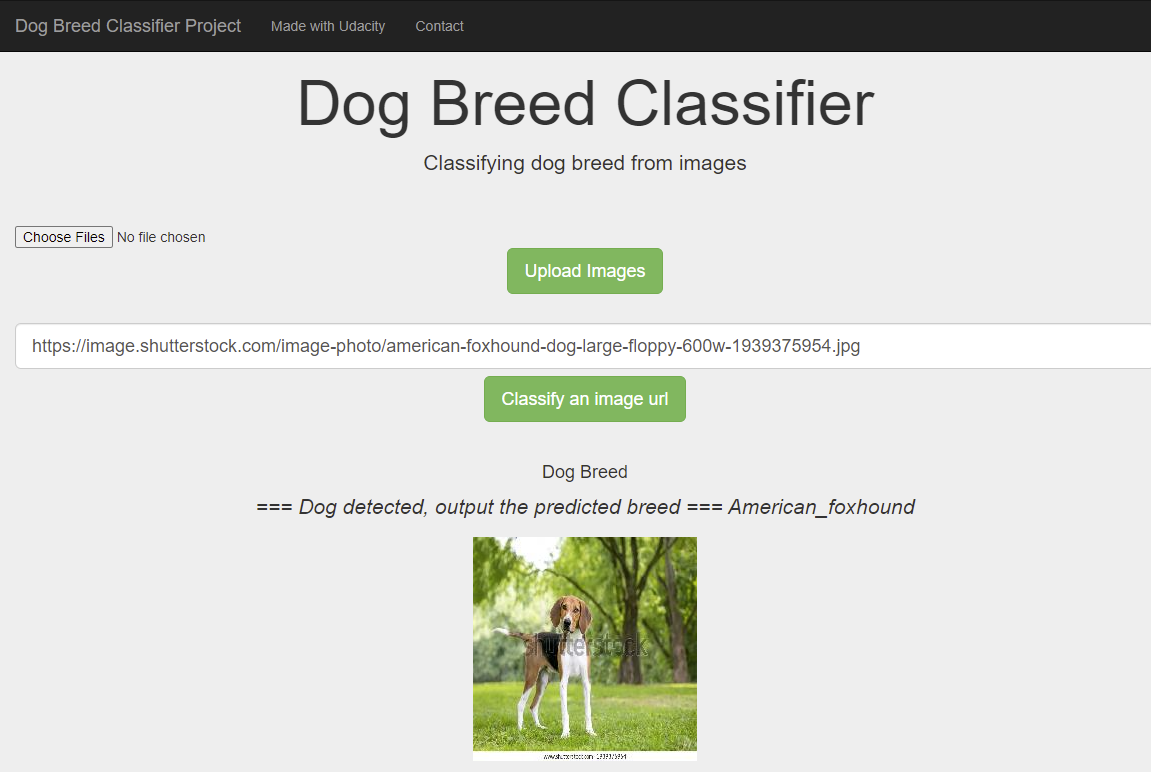 Dog Breed Classifier Project Made with Udacity Contact
Dog Breed Classifier
Classifying dog breed from images
Choose Files No file chosen
Upload Images
https://image.shutterstock.com/image-photo/american-foxhound-dog-large-floppy-600w-1939375954.jpg
Classify an image url
Dog Breed
=== Dog detected, output the predicted breed === American_foxhound
shutterstock
www.shutterstock.com · 1939375954